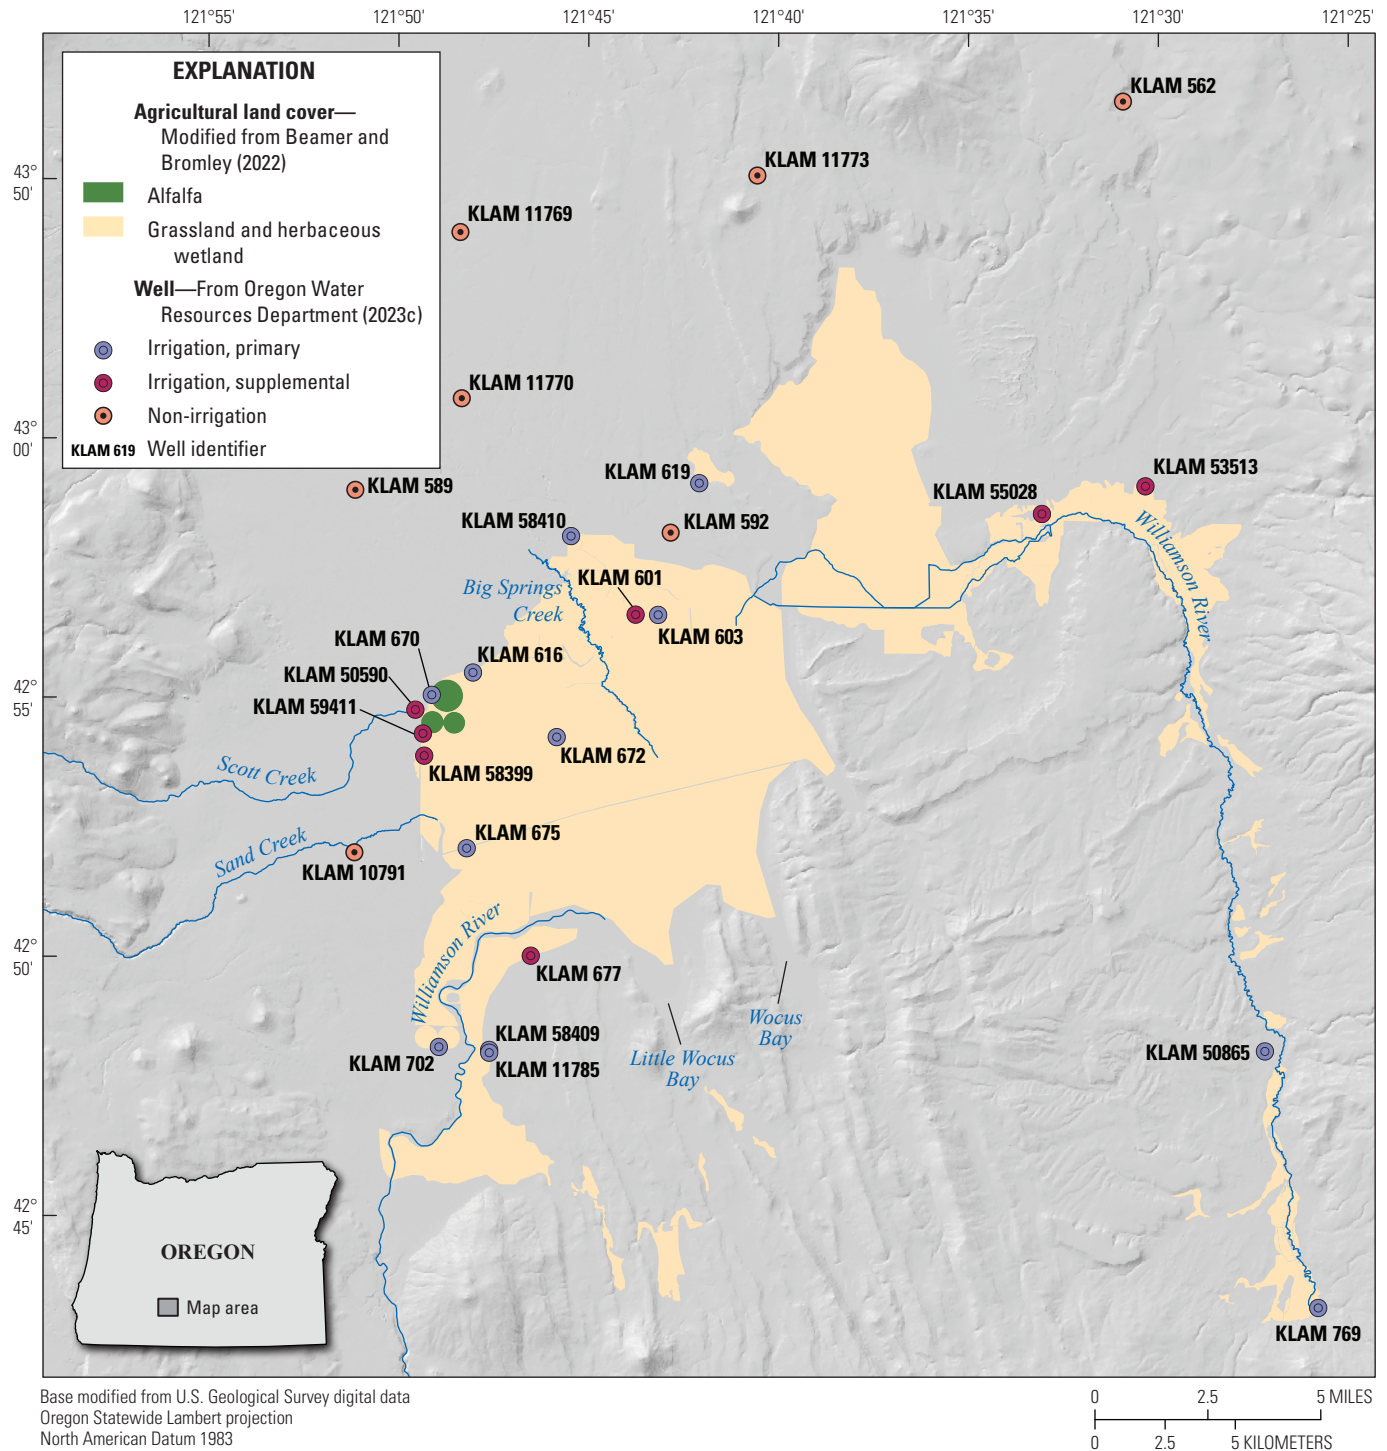 121°55'
121°50'
121°45'
121°40'
121°35'
121°30'
121°25'
EXPLANATION
Agricultural land cover—
Modified from Beamer and
Bromley (2022)
Alfalfa
Grassland and herbaceous
wetland
Well—From Oregon Water
Resources Department (2023c)
Irrigation, primary
Irrigation, supplemental
Non-irrigation
KLAM 619 Well identifier
43°
50'
43°
00'
42°
55'
42°
50'
42°
45'
KLAM 562
KLAM 11773
KLAM 11769
KLAM 11770
KLAM 589
KLAM 619
KLAM 592
KLAM 58410
KLAM 53513
KLAM 55028
Williamson River
Big Springs
Creek
KLAM 601
KLAM 603
KLAM 670
KLAM 616
KLAM 50590
KLAM 59411
KLAM 672
KLAM 58399
Scott Creek
Sand Creek
KLAM 675
KLAM 10791
Williamson River
KLAM 677
Wocus
Bay
Little Wocus
Bay
KLAM 58409
KLAM 11785
KLAM 702
KLAM 50865
KLAM 769
OREGON
Map area
Base modified from U.S. Geological Survey digital data
Oregon Statewide Lambert projection
North American Datum 1983
0 2.5 5 MILES
0 2.5 5 KILOMETERS